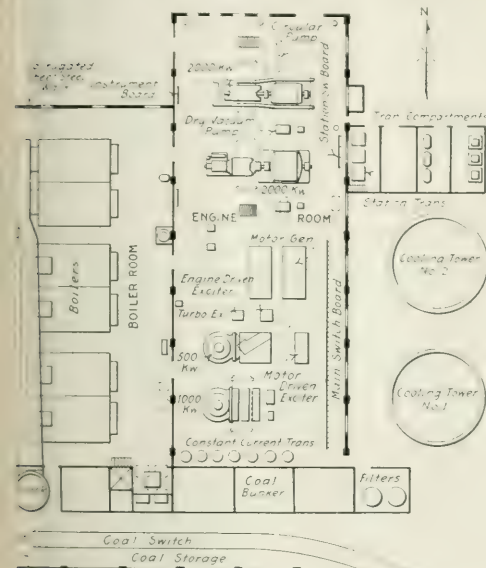 Circular
Pump
N
Instrument
Board
2000 Kw
Station Sw Board
Dry Vacuum
Pump
Tran Compartments
2000 Kw
Station Trans
ENGINE ROOM
Motor Gen
Cooling Tower
No. 2
Boilers
BOILER ROOM
Engine Driven
Exciter
Turbo Ex
Main Switch Board
500
Kw
Motor
Driven
Exciter
1000
Kw
Cooling Tower
No. 1
Constant Current Trans
Coal
Bunker
Filters
Coal Switch
Coal Storage